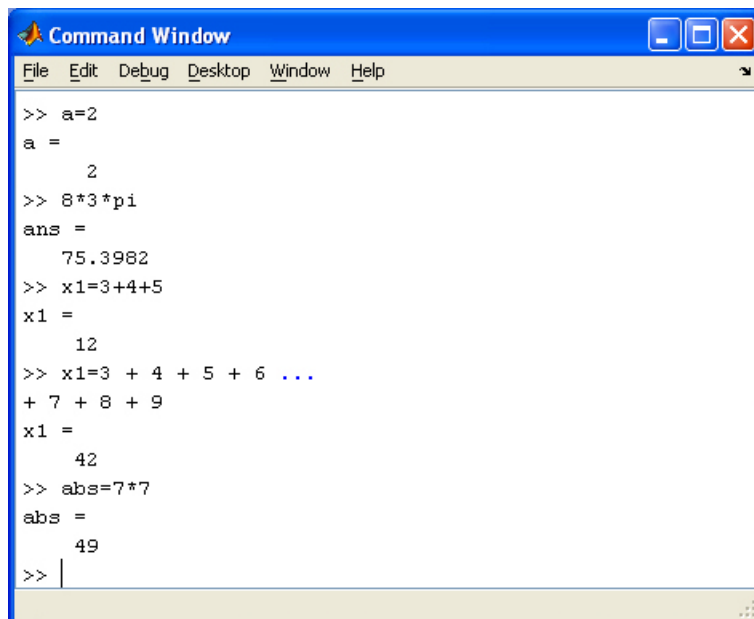 Command Window
File Edit Debug Desktop Window Help
>> a=2
a =
2
>> 8*3*pi
ans =
75.3982
>> x1=3+4+5
x1 =
12
>> x1=3 + 4 + 5 + 6 ...
+ 7 + 8 + 9
x1 =
42
>> abs=7*7
abs =
49
>>